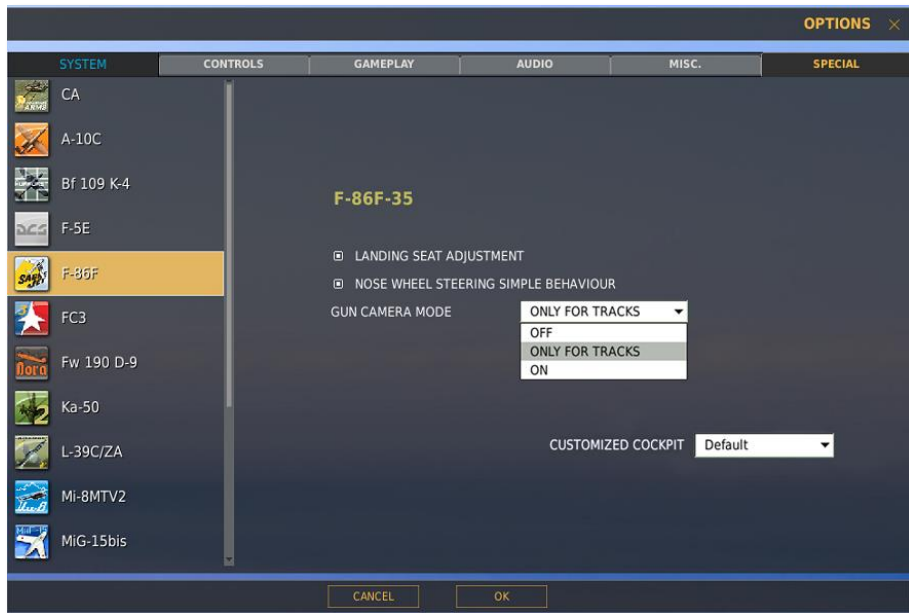 OPTIONS
SYSTEM CONTROLS GAMEPLAY AUDIO MISC. SPECIAL
CA
A-10C
Bf 109 K-4
F-5E
F-86F
FC3
Fw 190 D-9
Ka-50
L-39C/ZA
Mi-8MTV2
MiG-15bis
F-86F-35
LANDING SEAT ADJUSTMENT
NOSE WHEEL STEERING SIMPLE BEHAVIOUR
GUN CAMERA MODE ONLY FOR TRACKS
OFF
ONLY FOR TRACKS
ON
CUSTOMIZED COCKPIT Default
CANCEL OK